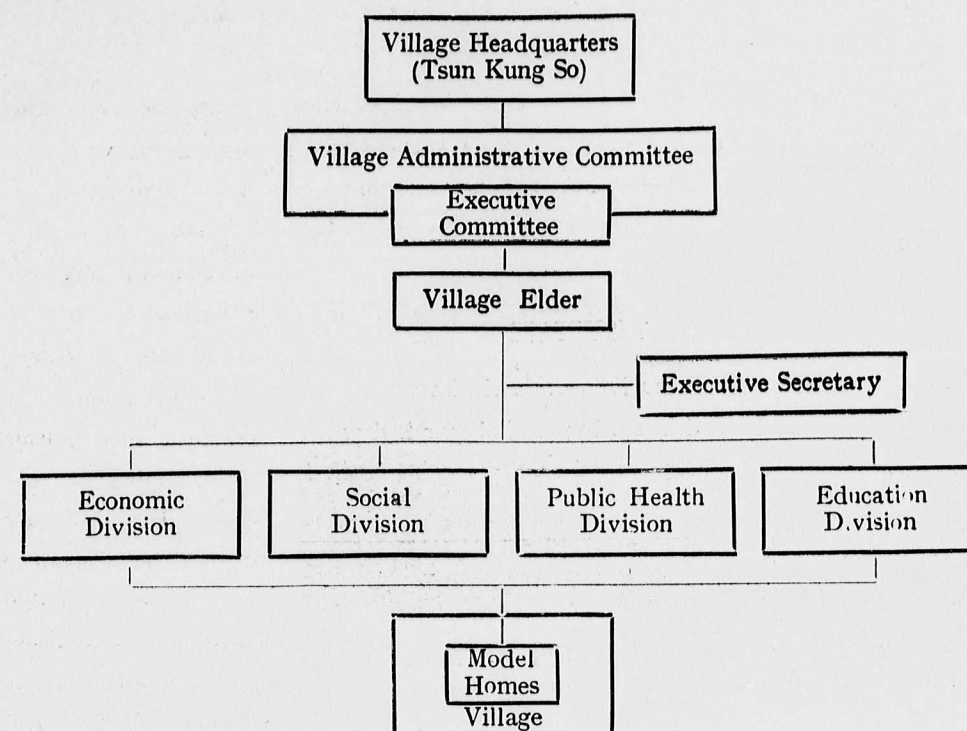 Village Headquarters
(Tsun Kung So)
Village Administrative Committee
Executive
Committee
Village Elder
Executive Secretary
Economic
Division
Social
Division
Public Health
Division
Education
D.vision
Model
Homes
Village